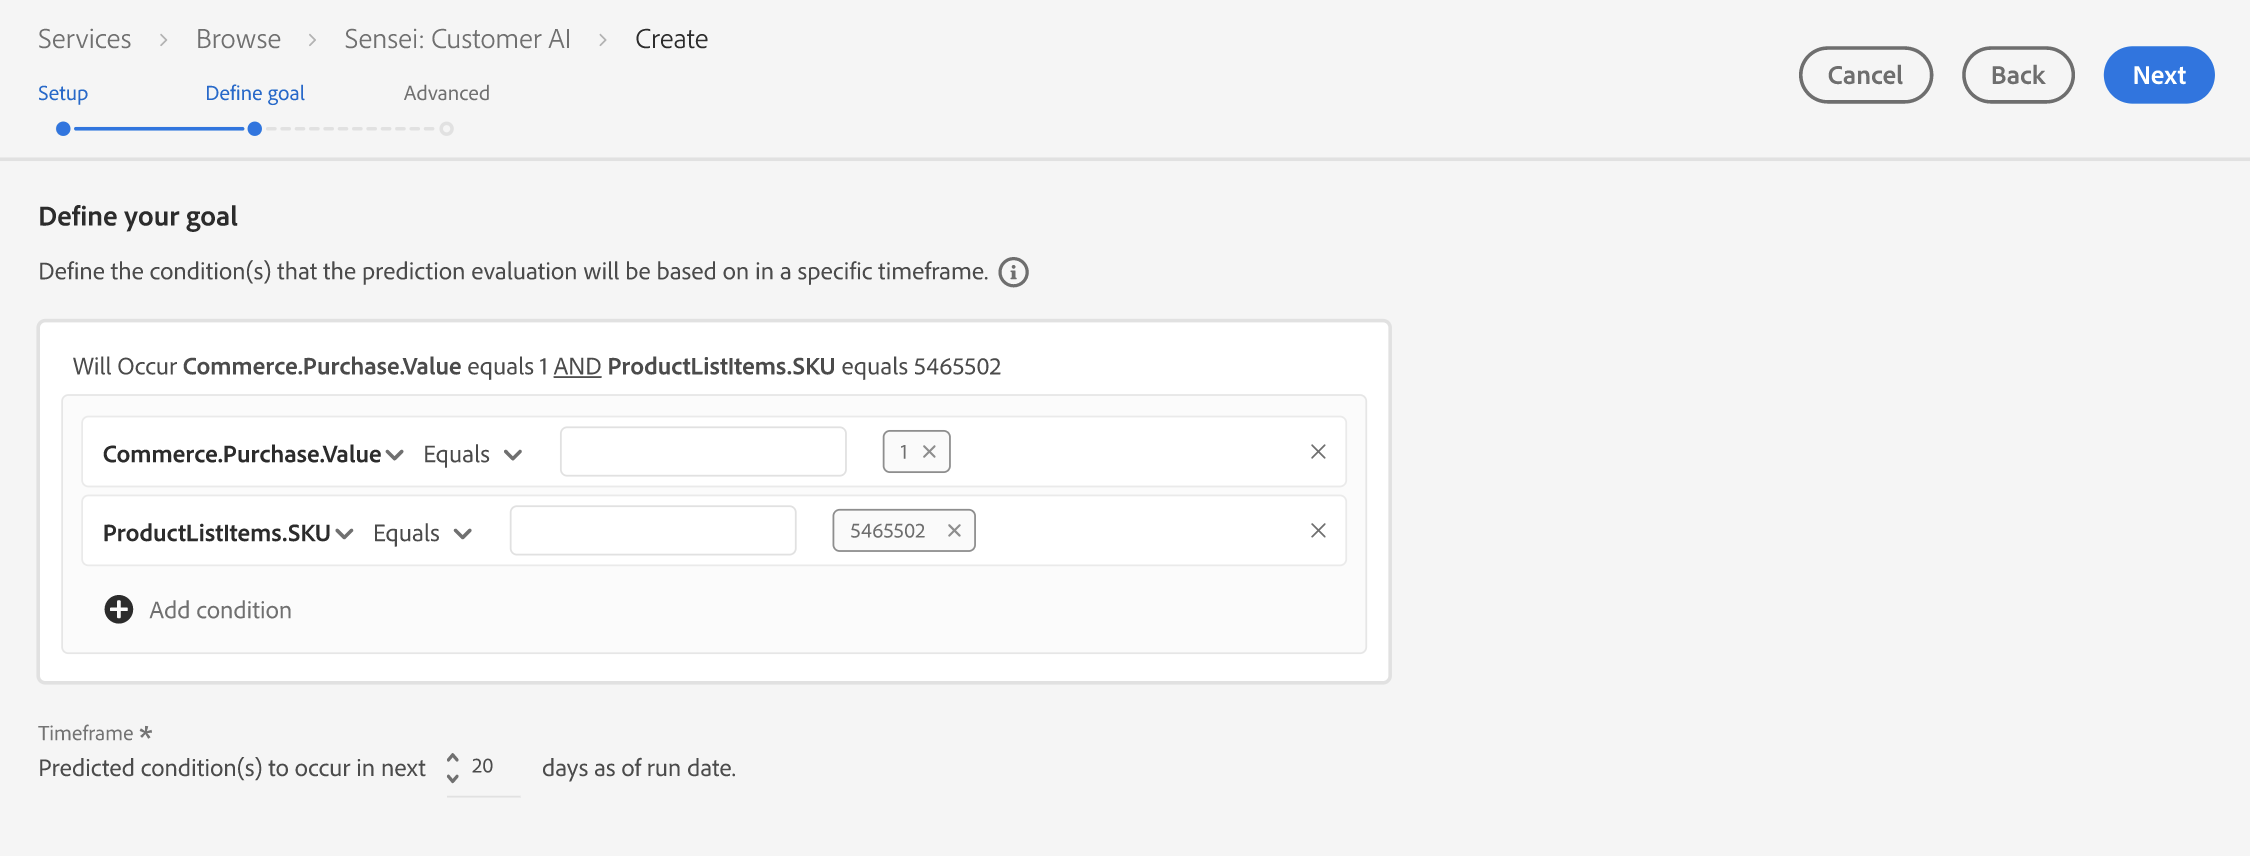 Services > Browse > Sensei: Customer AI > Create
Cancel Back Next
Setup Define goal Advanced
Define your goal
Define the condition(s) that the prediction evaluation will be based on in a specific timeframe.
Will Occur Commerce.Purchase.Value equals 1 AND ProductListItems.SKU equals 5465502
Commerce.Purchase.Value Equals 1
ProductListItems.SKU Equals 5465502
Add condition
Timeframe *
Predicted condition(s) to occur in next 20 days as of run date.